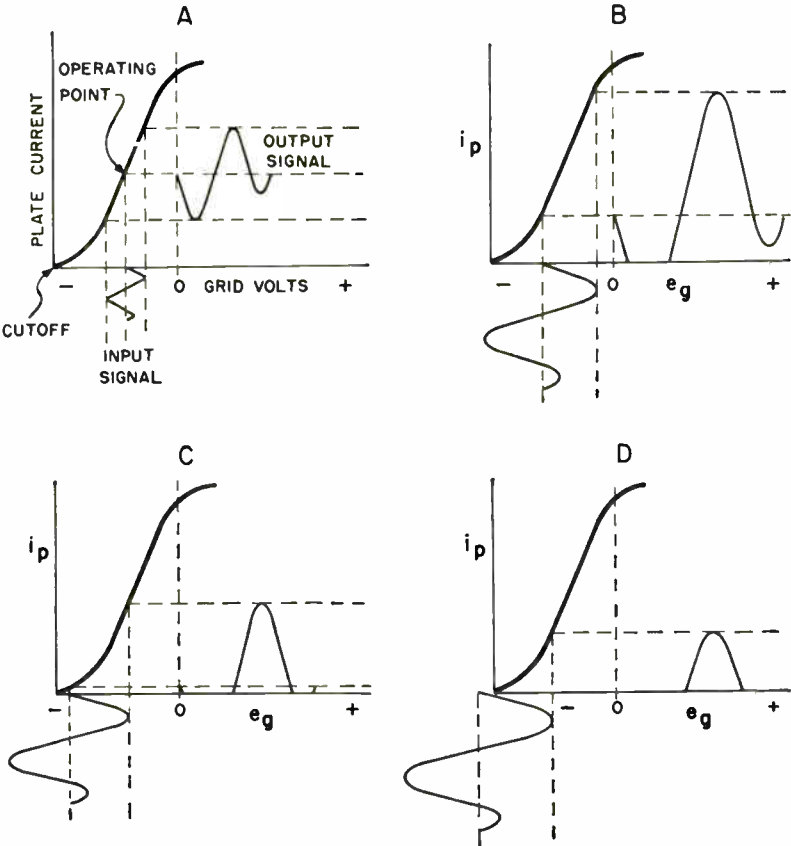 A
OPERATING
POINT
PLATE CURRENT
OUTPUT
SIGNAL
- 0 GRID VOLTS +
CUTOFF
INPUT
SIGNAL
B
ip
- 0 eg +
C
ip
- 0 eg +
D
ip
- 0 eg +